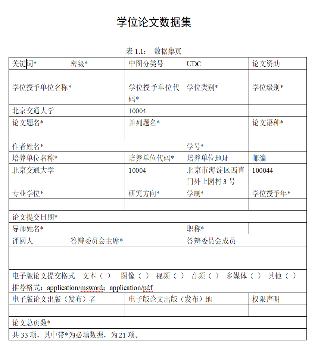 学位论文数据集
表 1.1: 数据集页
关键词* 密级* 中图分类号 UDC 论文资助
学位授予单位名称* 学位授予单位代码* 学位类别* 学位级别*
北京交通大学 10004
论文题名* 并列题名* 论文语种*
作者姓名* 学号*
培养单位名称* 培养单位代码* 培养单位地址 邮编
北京交通大学 10004 北京市海淀区西直门外上园村 3 号 100044
专业学位* 研究方向* 学制* 学位授予年*
论文提交日期*
导师姓名* 职称*
评阅人 答辩委员会主席* 答辩委员会成员
电子版论文提交格式 文本（ ） 图像（ ） 视频（ ） 音频（ ） 多媒体（ ） 其他（ ）
推荐格式：application/msword；application/pdf
电子版论文出版（发布）者 电子版论文出版（发布）地 权限声明
论文总页数*
共 33 项，其中带*为必填数据，为 21 项。